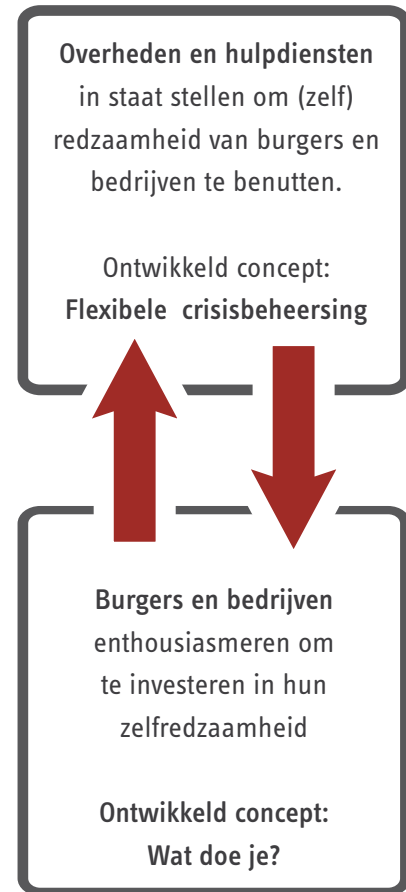 Overheden en hulpdiensten
in staat stellen om (zelf)
redzaamheid van burgers en
bedrijven te benutten.
Ontwikkeld concept:
Flexibele crisisbeheersing
Burgers en bedrijven
enthousiasmeren om
te investeren in hun
zelfredzaamheid
Ontwikkeld concept:
Wat doe je?